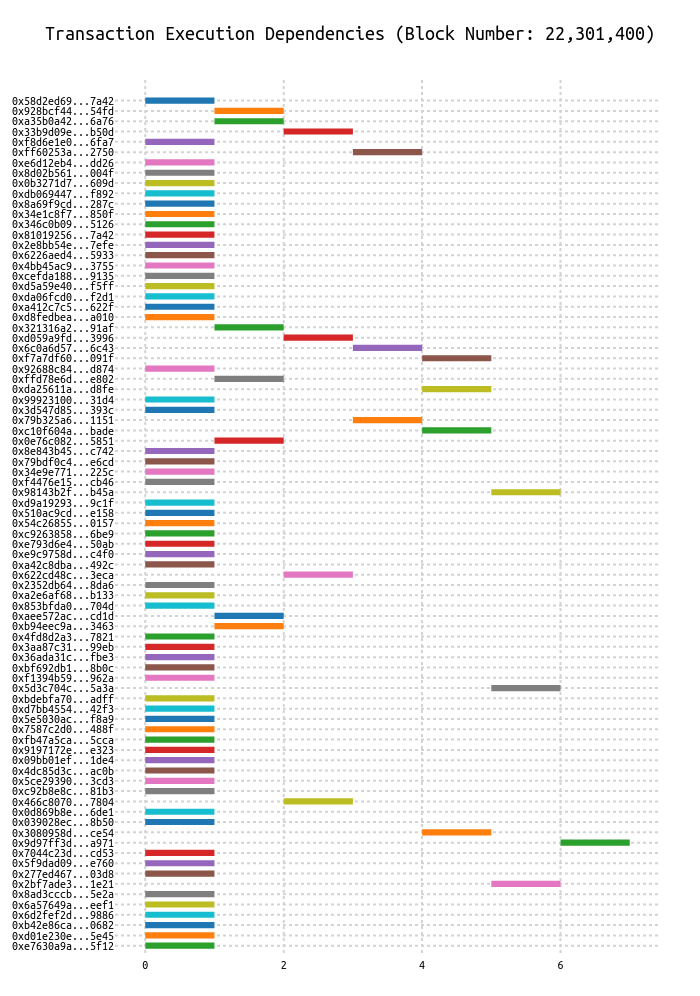 Transaction Execution Dependencies (Block Number: 22,301,400)
0x58d2ed69...7a42
0x928bcf44...54fd
0xa35b0a42...6a76
0x33b9d09e...b50d
0xf8d6e1e0...6fa7
0xff60253a...2750
0xe6d12eb4...dd26
0x8d02b561...004f
0x0b3271d7...609d
0xdb069447...f892
0x8a69f9cd...287c
0x34e1c8f7...850f
0x346c0b09...5126
0x81019256...7a42
0x2e8bb54e...7efe
0x6226aed4...5933
0x4bb45ac9...3755
0xcefda188...9135
0xd5a59e40...f5ff
0xda06fcd0...f2d1
0xa412c7c5...622f
0xd8fedbea...a010
0x321316a2...91af
0xd059a9fd...3996
0x6c0a6d57...6c43
0xf7a7df60...091f
0x92688c84...d874
0xffd78e6d...e802
0xda25611a...d8fe
0x99923100...31d4
0x3d547d85...393c
0x79b325a6...1151
0xc10f604a...bade
0x0e76c082...5851
0x8e843b45...c742
0x79bdf0c4...e6cd
0x34e9e771...225c
0xf4476e15...cb46
0x98143b2f...b45a
0xd9a19293...9c1f
0x510ac9cd...e158
0x54c26855...0157
0xc9263858...6be9
0xe793d6e4...50ab
0xe9c9758d...c4f0
0xa42c8dba...492c
0x622cd48c...3eca
0x2352db64...8da6
0xa2e6af68...b133
0x853bfda0...704d
0xaee572ac...cd1d
0xb94eec9a...3463
0x4fd8d2a3...7821
0x3aa87c31...99eb
0x36ada31c...fbe3
0xbf692db1...8b0c
0xf1394b59...962a
0x5d3c704c...5a3a
0xbdebfa70...adff
0xd7bb4554...42f3
0x5e5030ac...f8a9
0x7587c2d0...488f
0xfb47a5ca...5cca
0x9197172e...e323
0x09bb01ef...1de4
0x4dc85d3c...ac0b
0x5ce29390...3cd3
0xc92b8e8c...81b3
0x466c8070...7804
0x0d869b8e...6de1
0x039028ec...8b50
0x3080958d...ce54
0x9d97ff3d...a971
0x7044c23d...cd53
0x5f9dad09...e760
0x277ed467...03d8
0x2bf7ade3...1e21
0x8ad3cccb...5e2a
0x6a57649a...eef1
0x6d2fef2d...9886
0xb42e86ca...0682
0xd01e230e...5e45
0xe7630a9a...5f12
0 2 4 6